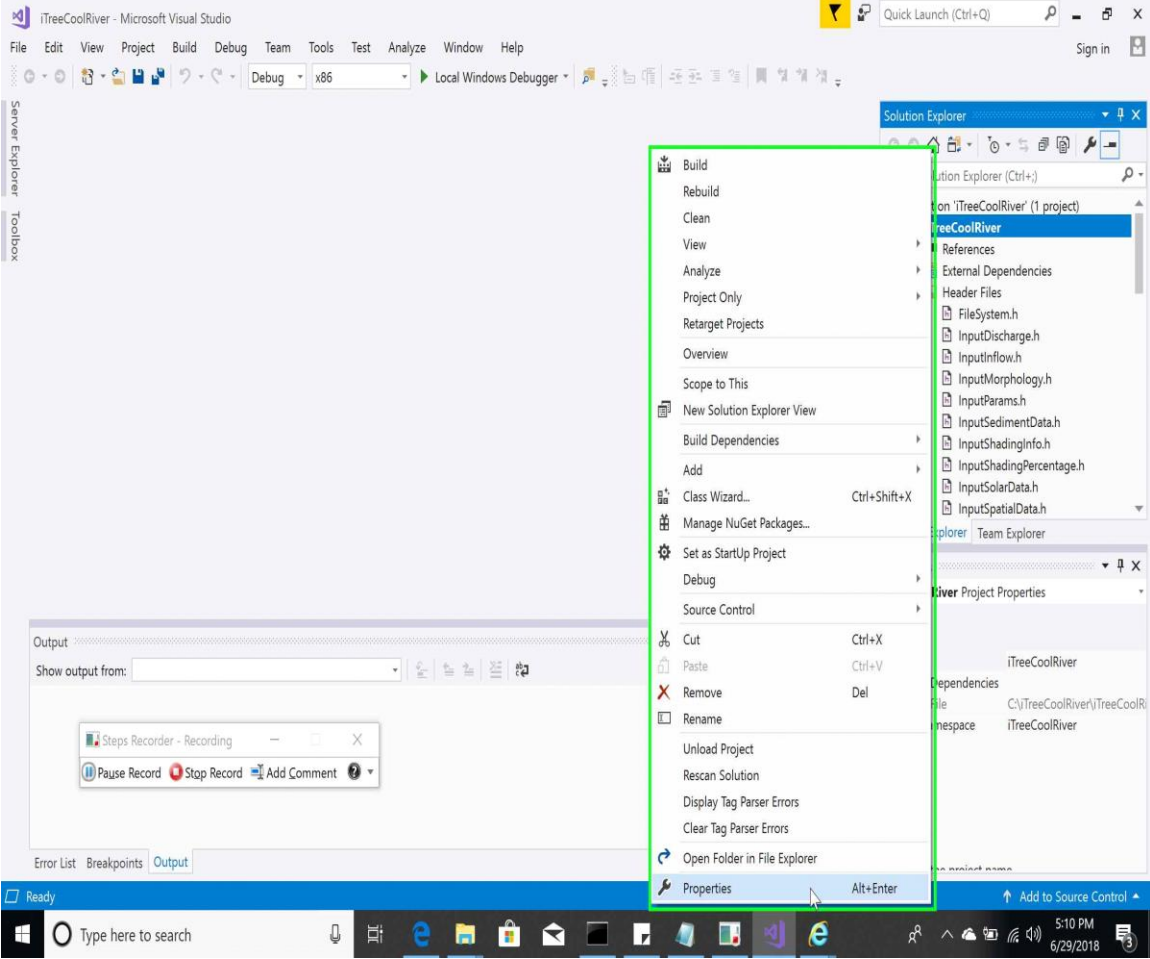 iTreeCoolRiver - Microsoft Visual Studio
Quick Launch (Ctrl+Q)
File Edit View Project Build Debug Team Tools Test Analyze Window Help
Sign in
Debug x86 Local Windows Debugger
Server Explorer
Toolbox
Solution Explorer
ution Explorer (Ctrl+;)
on 'iTreeCoolRiver' (1 project)
reeCoolRiver
References
External Dependencies
Header Files
FileSystem.h
InputDischarge.h
InputInflow.h
InputMorphology.h
InputParams.h
InputSedimentData.h
InputShadingInfo.h
InputShadingPercentage.h
InputSolarData.h
InputSpatialData.h
xplorer Team Explorer
River Project Properties
iTreeCoolRiver
Dependencies
File C:\iTreeCoolRiver\iTreeCoolRi
mespace iTreeCoolRiver
Build
Rebuild
Clean
View
Analyze
Project Only
Retarget Projects
Overview
Scope to This
New Solution Explorer View
Build Dependencies
Add
Class Wizard... Ctrl+Shift+X
Manage NuGet Packages...
Set as StartUp Project
Debug
Source Control
Cut Ctrl+X
Paste Ctrl+V
Remove Del
Rename
Unload Project
Rescan Solution
Display Tag Parser Errors
Clear Tag Parser Errors
Open Folder in File Explorer
Properties Alt+Enter
Output
Show output from:
Steps Recorder - Recording
Pause Record Stop Record Add Comment
Error List Breakpoints Output
Ready
Add to Source Control
Type here to search
5:10 PM
6/29/2018
3